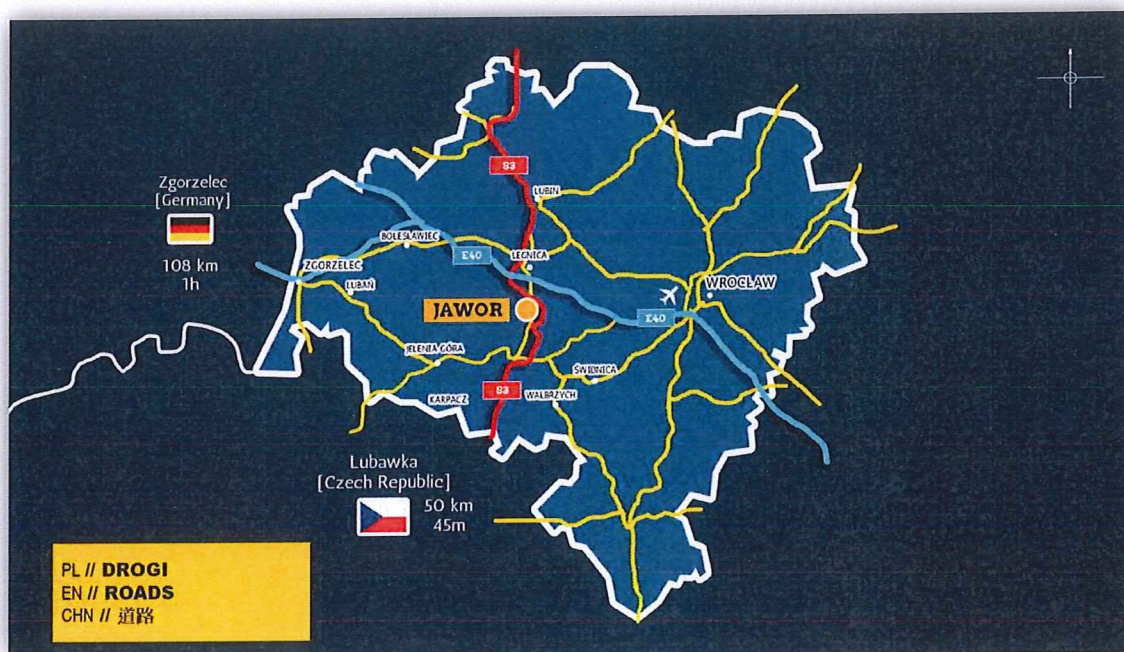 Zgorzelec
[Germany]
108 km
1h
S3
LUBIN
BOLESŁAWIEC
E40
LEGNICA
ZGORZELEC
LUBAŃ
JAWOR
WROCŁAW
E40
JELENIA GÓRA
ŚWIDNICA
KARPACZ
S3
WAŁBRZYCH
Lubawka
[Czech Republic]
50 km
45m
PL // DROGI
EN // ROADS
CHN // 道路